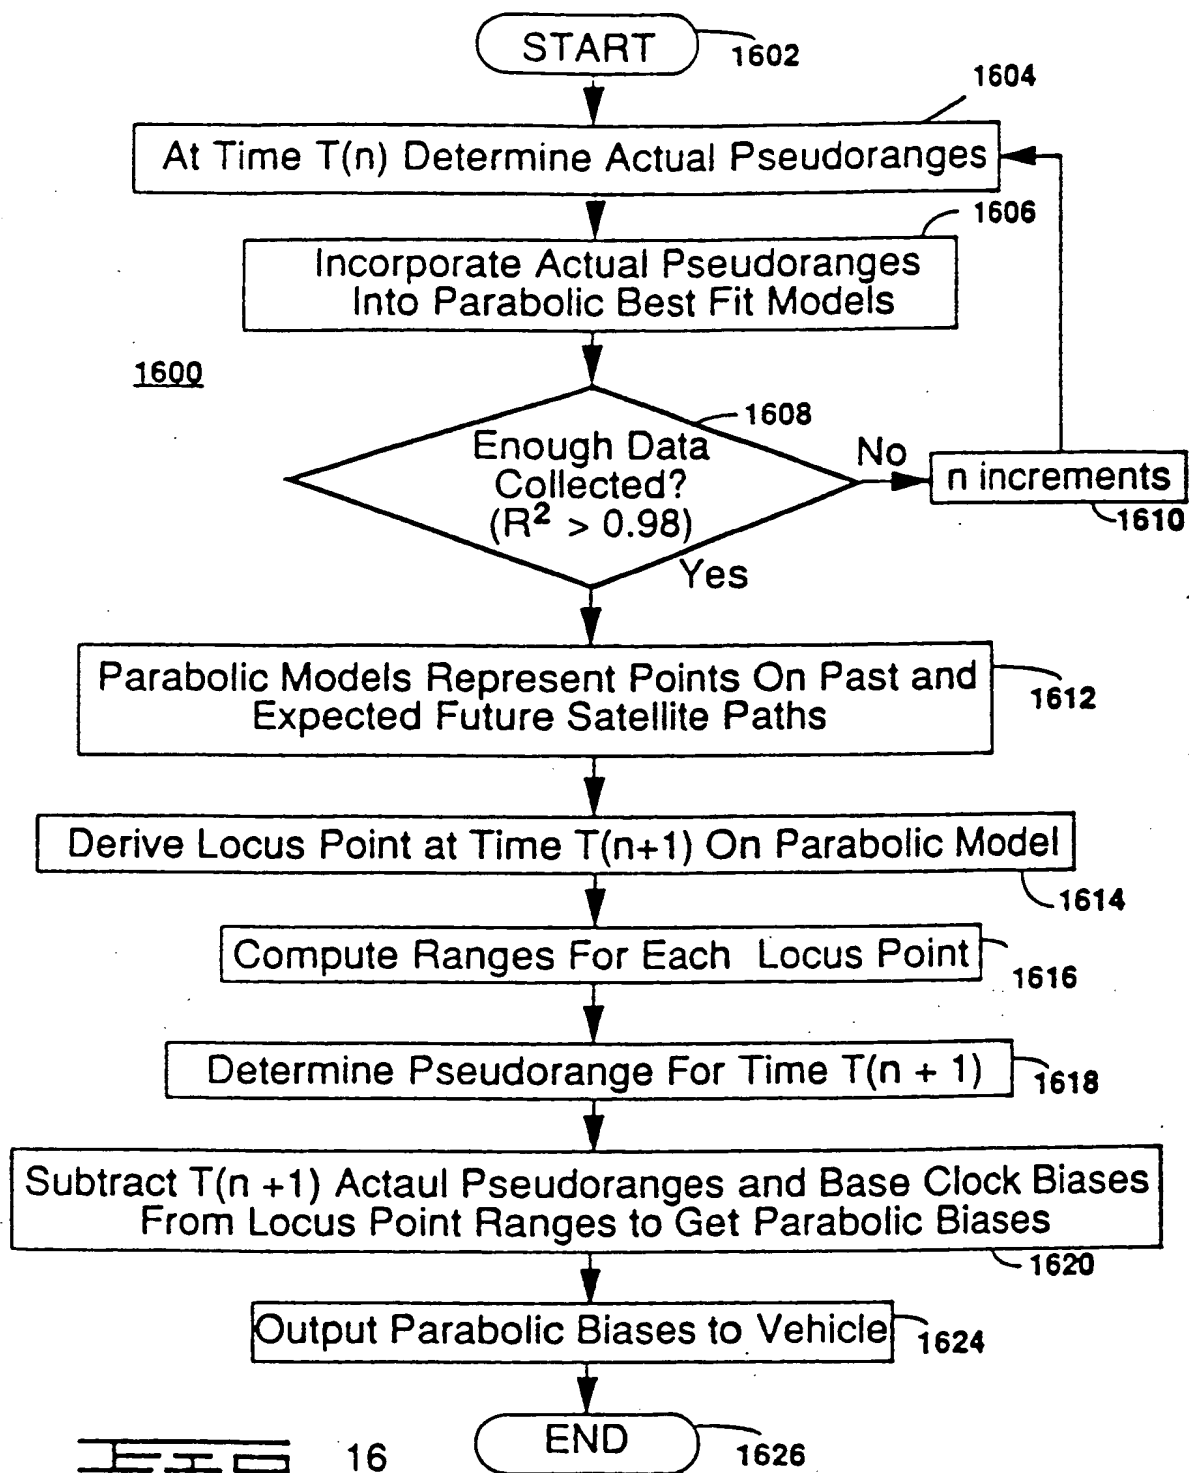 START
1602
1604
At Time T(n) Determine Actual Pseudoranges
1606
Incorporate Actual Pseudoranges
Into Parabolic Best Fit Models
1600
1608
Enough Data
Collected?
(R² > 0.98)
No
n increments
1610
Yes
Parabolic Models Represent Points On Past and
Expected Future Satellite Paths
1612
Derive Locus Point at Time T(n+1) On Parabolic Model
1614
Compute Ranges For Each Locus Point
1616
Determine Pseudorange For Time T(n + 1)
1618
Subtract T(n +1) Actaul Pseudoranges and Base Clock Biases
From Locus Point Ranges to Get Parabolic Biases
1620
Output Parabolic Biases to Vehicle
1624
END
1626
16